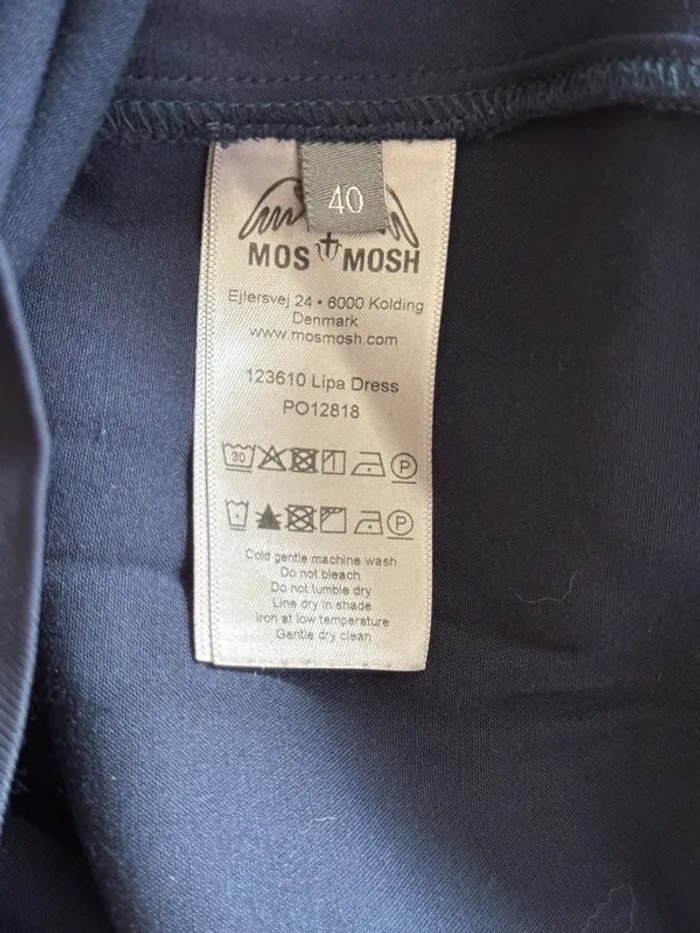 40
MOS MOSH
Ejlersvej 24 • 6000 Kolding
Denmark
www.mosmosh.com
123610 Lipa Dress
PO12818
30 P
P
Cold gentle machine wash
Do not bleach
Do not tumble dry
Line dry in shade
Iron at low temperature
Gentle dry clean